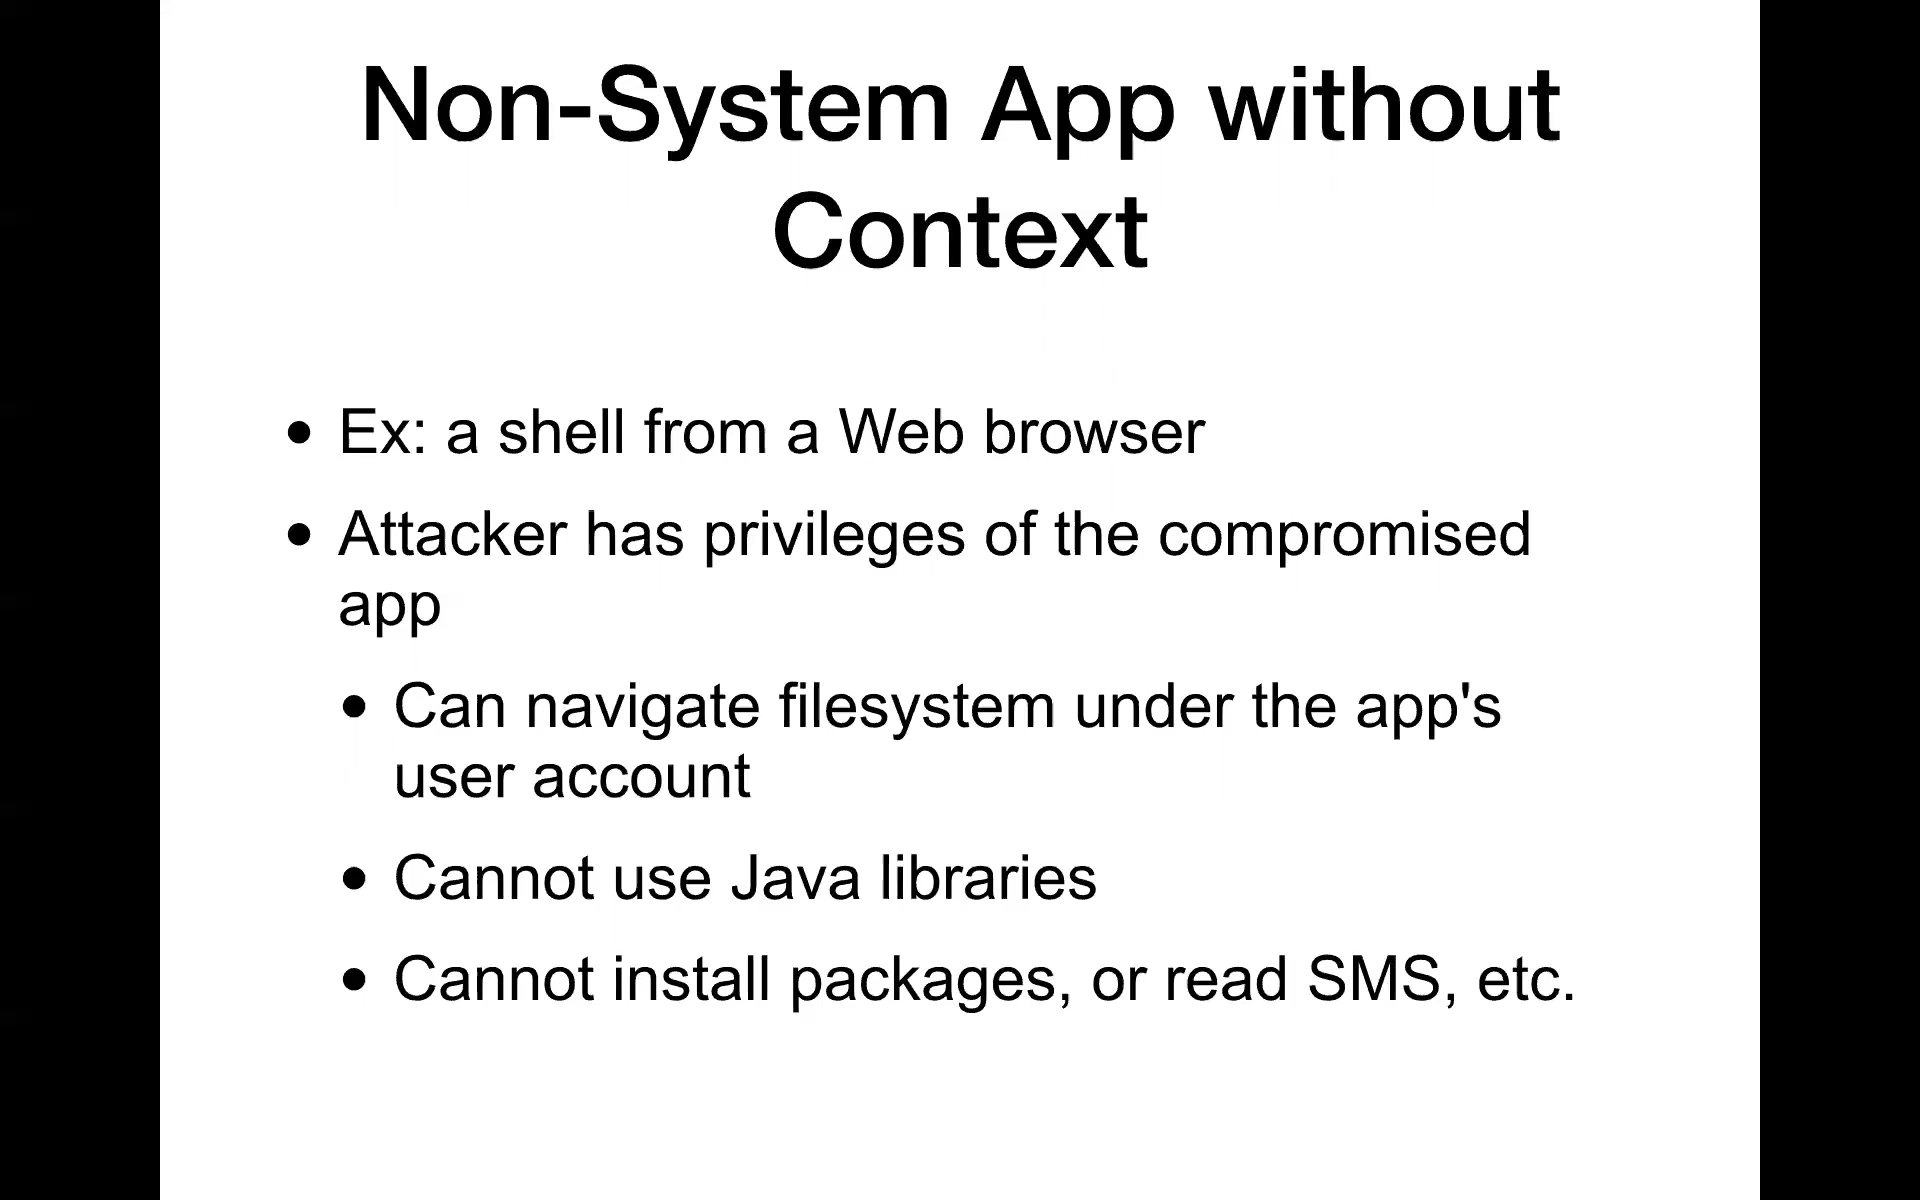 Non-System App without
Context
• Ex: a shell from a Web browser
• Attacker has privileges of the compromised
app
• Can navigate filesystem under the app's
user account
• Cannot use Java libraries
• Cannot install packages, or read SMS, etc.